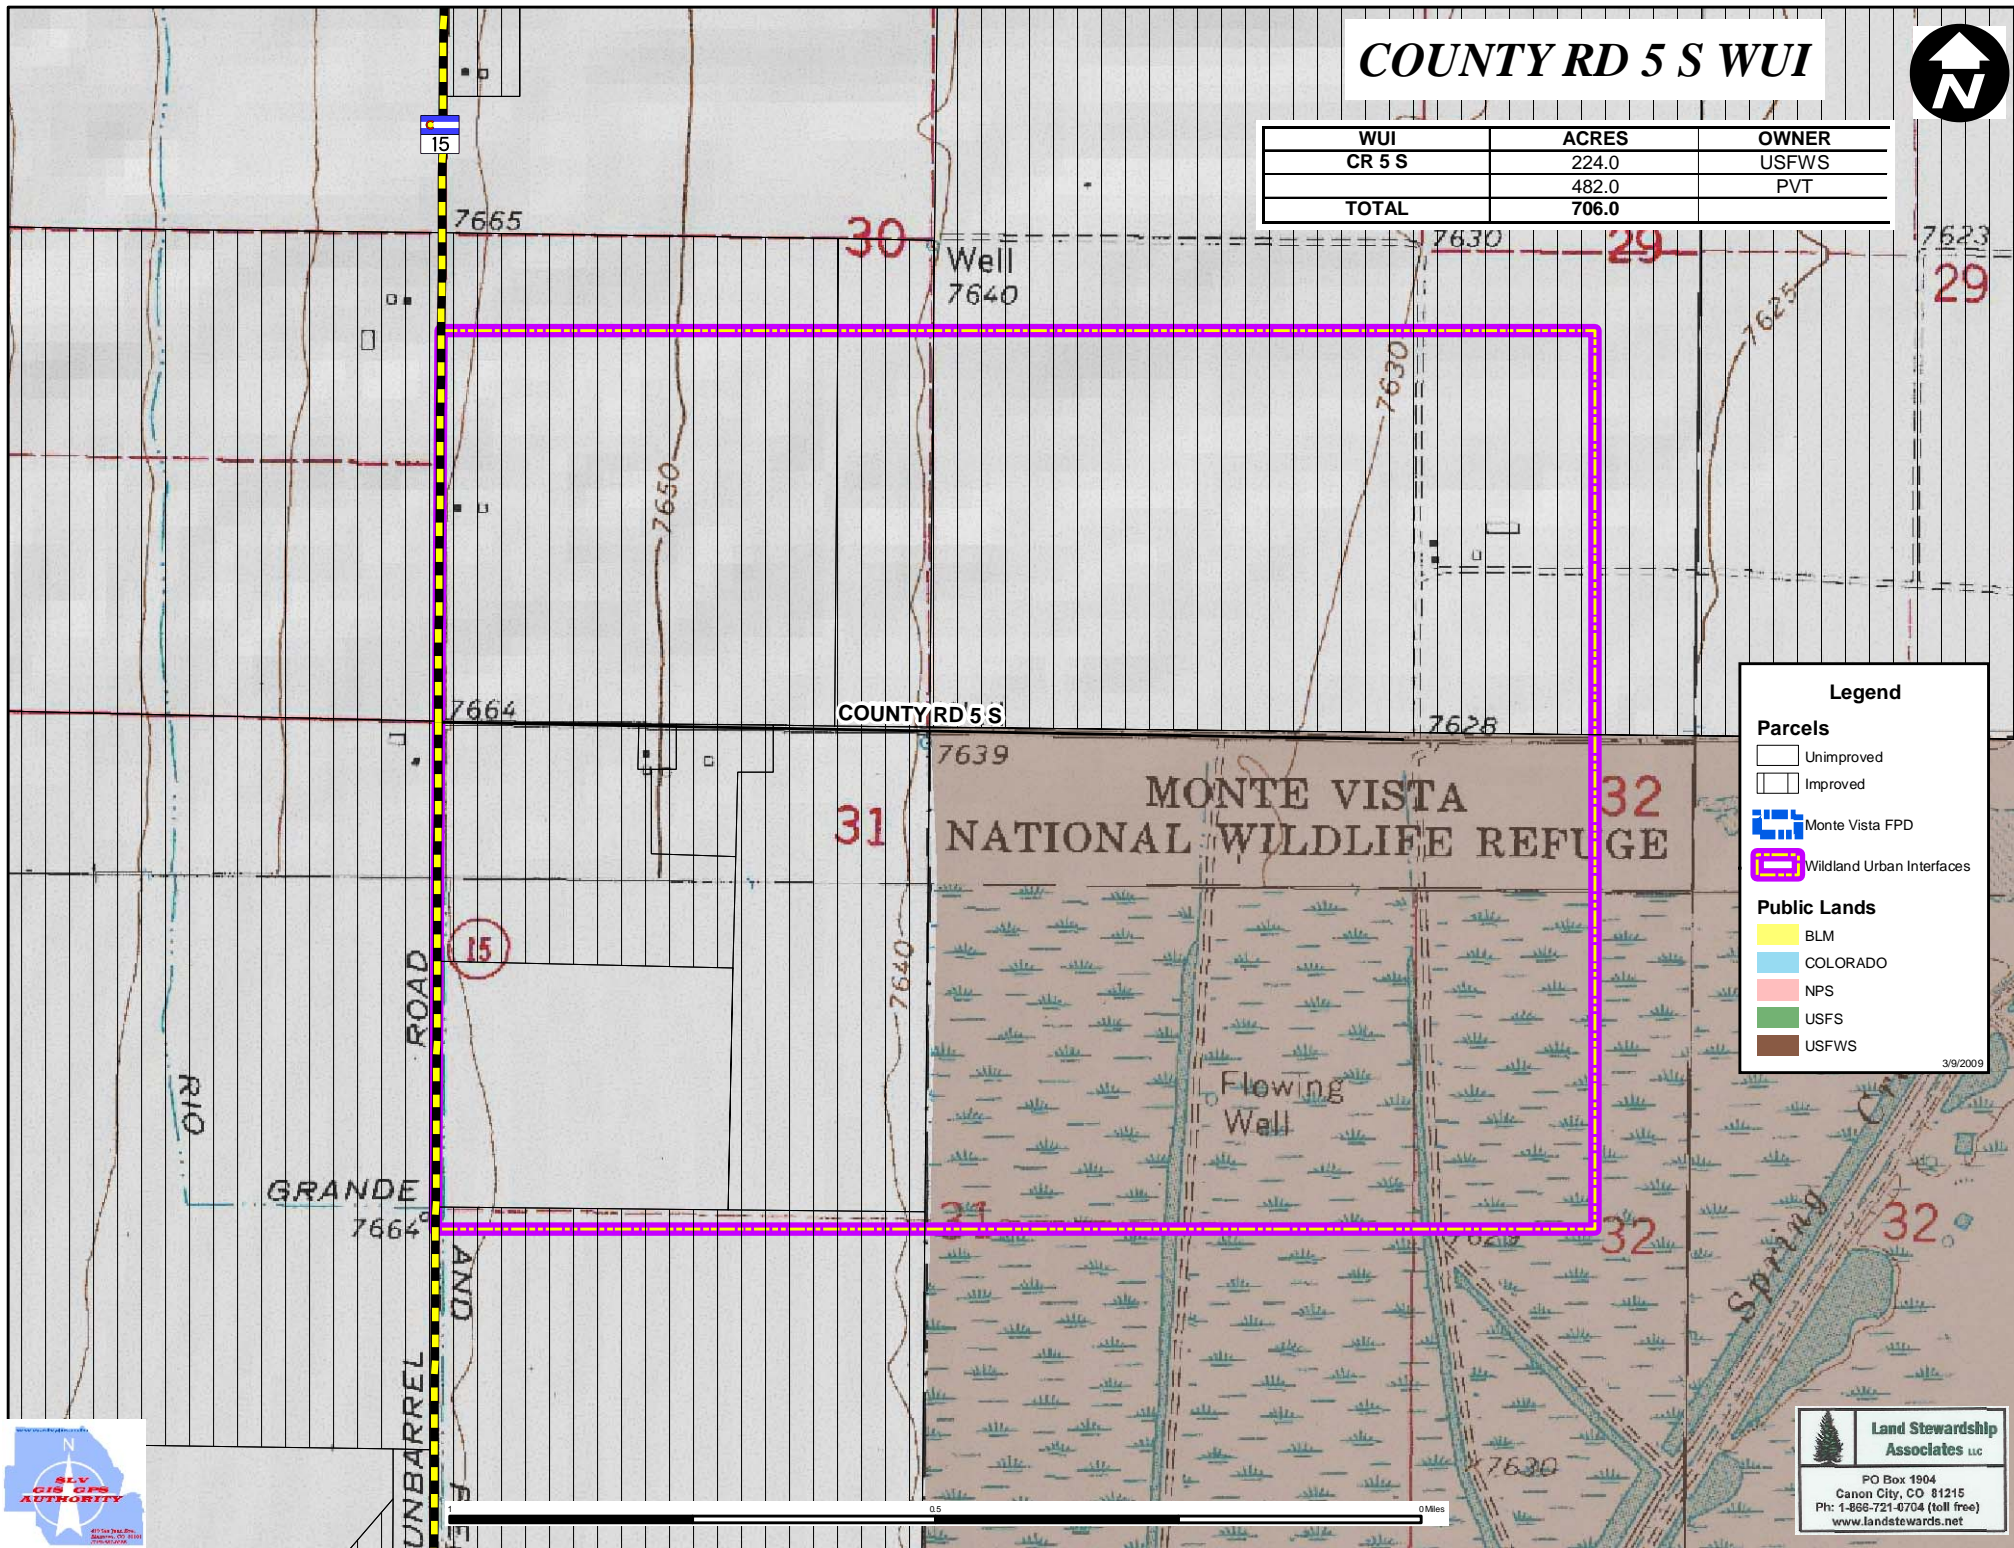 COUNTY RD 5 S WUI
N
WUI ACRES OWNER
CR 5 S 224.0 USFWS
482.0 PVT
TOTAL 706.0
15
7665
30
Well
7640
7630
29
7623
29
7625
7630
7650
7664
COUNTY RD 5 S
7639
7628
MONTE VISTA
NATIONAL WILDLIFE REFUGE
32
31
15
ROAD
7640
Flowing
Well
RIO
GRANDE
7664
AND
31
7629
32
32
Spring
7630
UNBARREL
Legend
Parcels
Unimproved
Improved
Monte Vista FPD
Wildland Urban Interfaces
Public Lands
BLM
COLORADO
NPS
USFS
USFWS
3/9/2009
1 0.5 0 Miles
N
SLV
GIS GPS
AUTHORITY
Land Stewardship
Associates LLC
PO Box 1904
Canon City, CO 81215
Ph: 1-866-721-0704 (toll free)
www.landstewards.net